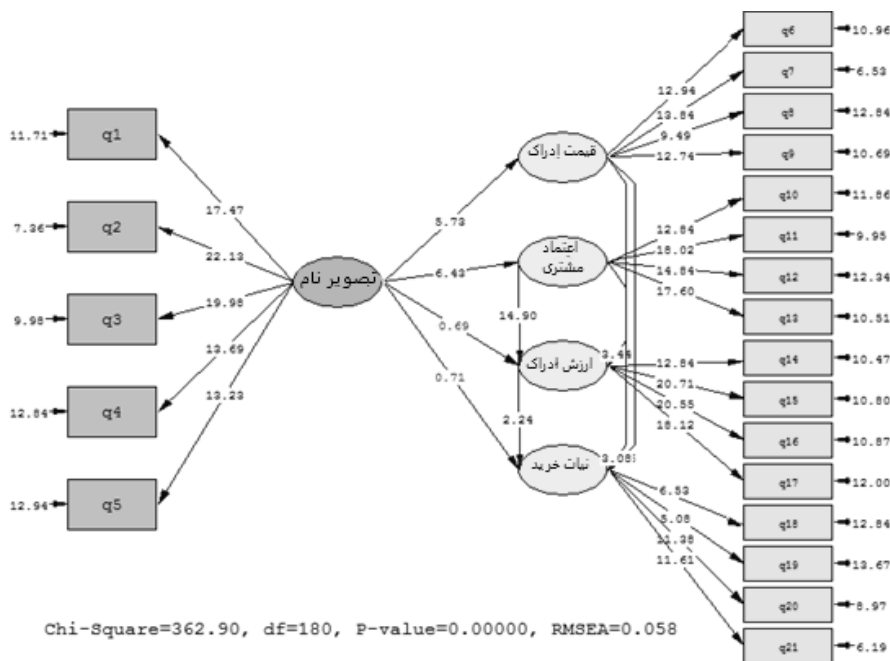 q1
q2
q3
q4
q5
11.71
7.36
9.98
12.84
12.94
17.47
22.13
19.98
13.69
13.23
تصویر نام
5.73
6.43
0.69
0.71
قیمت ادراک
اعتماد
مشتری
ارزش ادراک
نیات خرید
14.90
2.24
3.44
12.94
13.84
9.49
12.74
12.84
18.02
14.84
17.60
12.84
20.71
20.55
18.12
6.53
5.08
11.38
11.61
q6
q7
q8
q9
q10
q11
q12
q13
q14
q15
q16
q17
q18
q19
q20
q21
10.96
6.53
12.84
10.69
11.86
9.95
12.34
10.51
10.47
10.80
10.87
12.00
12.84
13.67
8.97
6.19
Chi-Square=362.90, df=180, P-value=0.00000, RMSEA=0.058